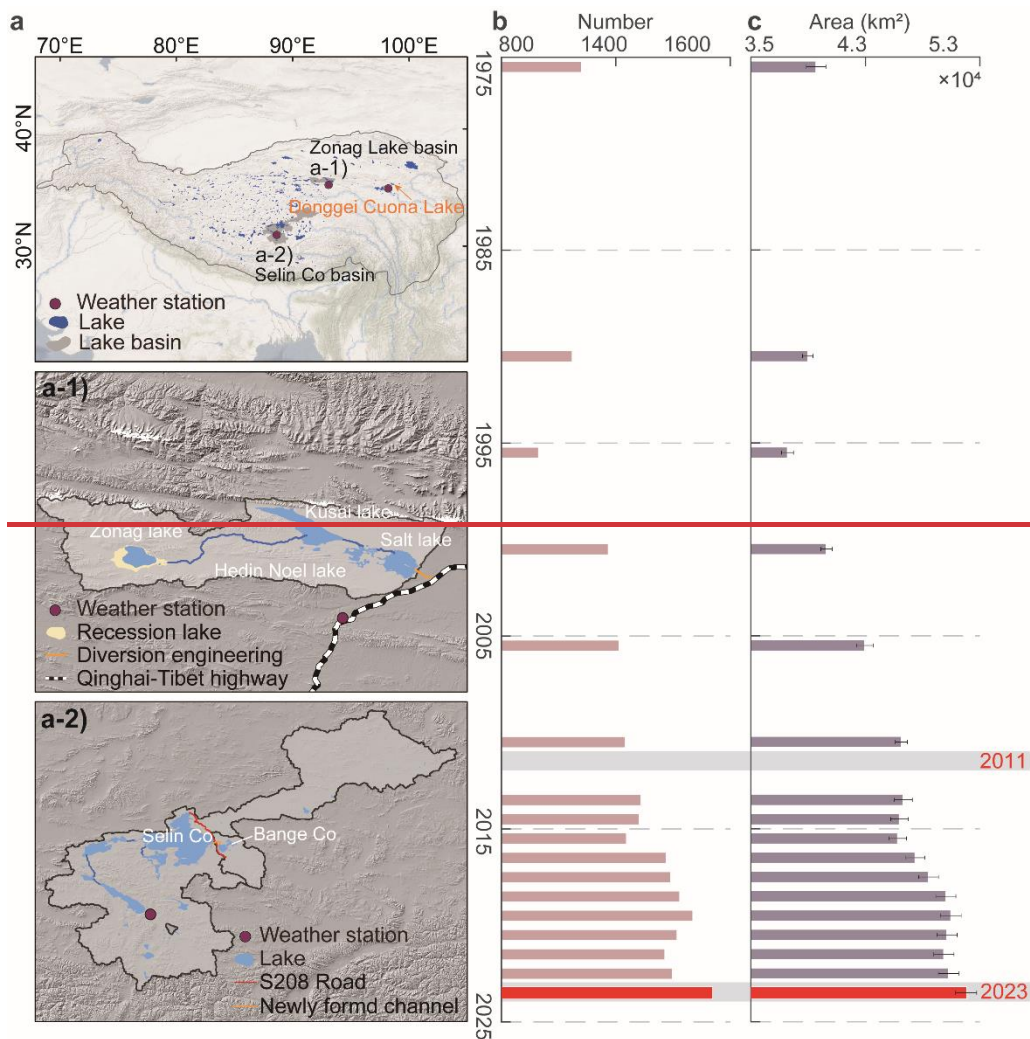 a
70°E 80°E 90°E 100°E
40°N
30°N
Zonag Lake basin
a-1)
Donggei Cuona Lake
a-2)
Selin Co basin
Weather station
Lake
Lake basin
a-1)
Kusai lake
Zonag lake
Salt lake
Hedin Noel lake
Weather station
Recession lake
Diversion engineering
Qinghai-Tibet highway
a-2)
Selin Co
Bange Co
Weather station
Lake
S208 Road
Newly formd channel
b
Number
800 1400 1600
1975
1985
1995
2005
2015
2025
c
Area (km²)
3.5 4.3 5.3
×10⁴
2011
2023